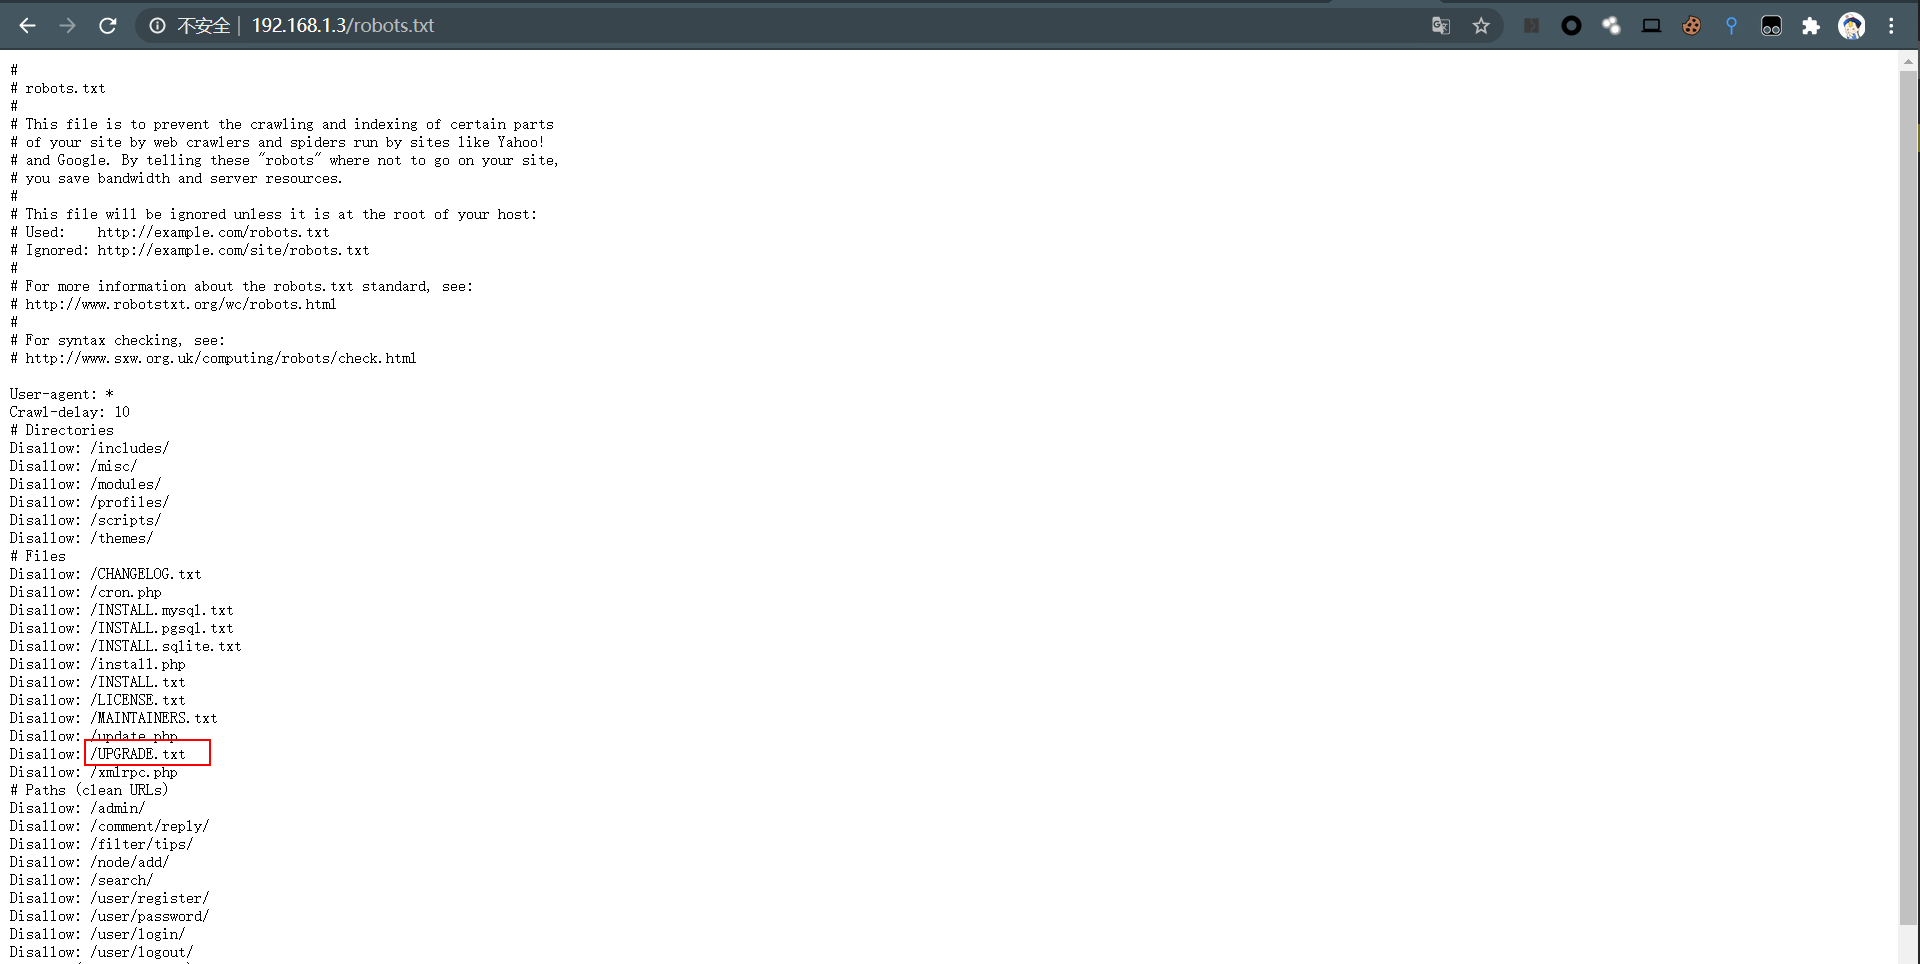 不安全 | 192.168.1.3/robots.txt
#
# robots.txt
#
# This file is to prevent the crawling and indexing of certain parts
# of your site by web crawlers and spiders run by sites like Yahoo!
# and Google. By telling these "robots" where not to go on your site,
# you save bandwidth and server resources.
#
# This file will be ignored unless it is at the root of your host:
# Used:    http://example.com/robots.txt
# Ignored: http://example.com/site/robots.txt
#
# For more information about the robots.txt standard, see:
# http://www.robotstxt.org/wc/robots.html
#
# For syntax checking, see:
# http://www.sxw.org.uk/computing/robots/check.html
User-agent: *
Crawl-delay: 10
# Directories
Disallow: /includes/
Disallow: /misc/
Disallow: /modules/
Disallow: /profiles/
Disallow: /scripts/
Disallow: /themes/
# Files
Disallow: /CHANGELOG.txt
Disallow: /cron.php
Disallow: /INSTALL.mysql.txt
Disallow: /INSTALL.pgsql.txt
Disallow: /INSTALL.sqlite.txt
Disallow: /install.php
Disallow: /INSTALL.txt
Disallow: /LICENSE.txt
Disallow: /MAINTAINERS.txt
Disallow: /update.php
Disallow: /UPGRADE.txt
Disallow: /xmlrpc.php
# Paths (clean URLs)
Disallow: /admin/
Disallow: /comment/reply/
Disallow: /filter/tips/
Disallow: /node/add/
Disallow: /search/
Disallow: /user/register/
Disallow: /user/password/
Disallow: /user/login/
Disallow: /user/logout/